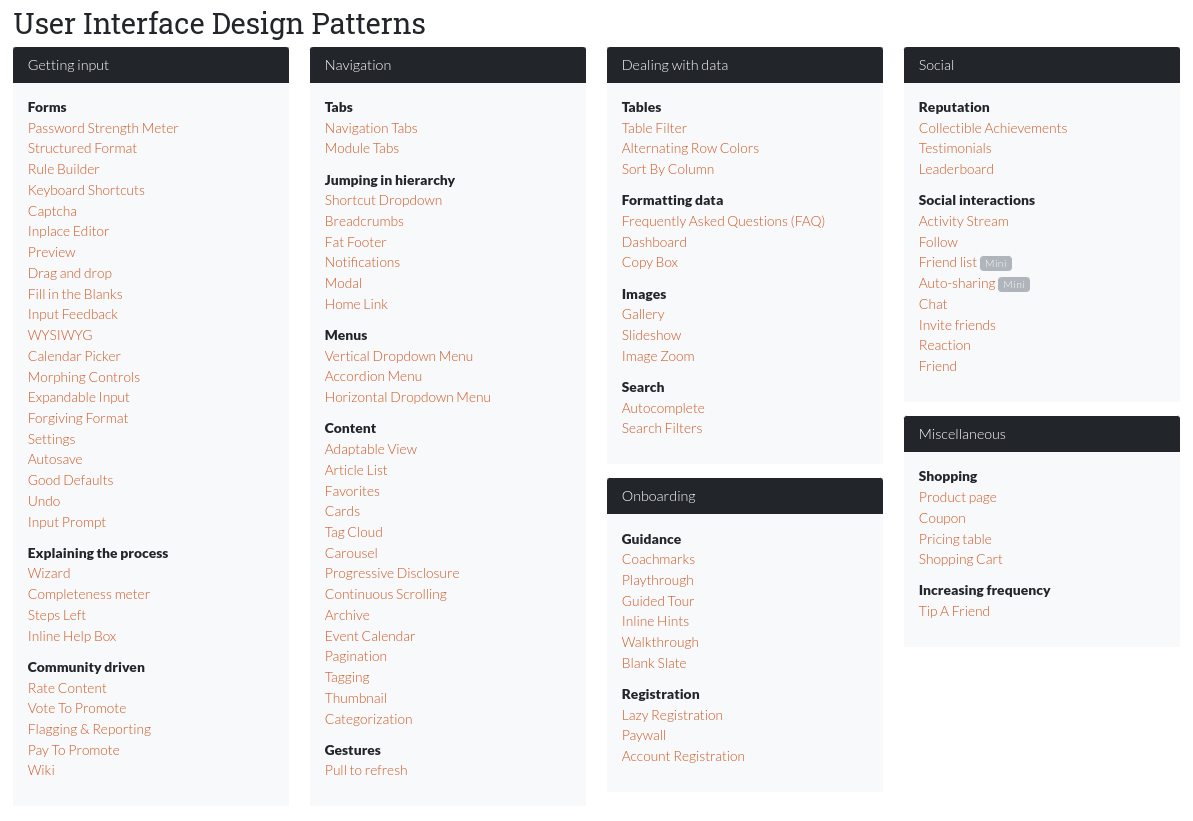 User Interface Design Patterns
Getting input
Forms
Password Strength Meter
Structured Format
Rule Builder
Keyboard Shortcuts
Captcha
Inplace Editor
Preview
Drag and drop
Fill in the Blanks
Input Feedback
WYSIWYG
Calendar Picker
Morphing Controls
Expandable Input
Forgiving Format
Settings
Autosave
Good Defaults
Undo
Input Prompt
Explaining the process
Wizard
Completeness meter
Steps Left
Inline Help Box
Community driven
Rate Content
Vote To Promote
Flagging & Reporting
Pay To Promote
Wiki
Navigation
Tabs
Navigation Tabs
Module Tabs
Jumping in hierarchy
Shortcut Dropdown
Breadcrumbs
Fat Footer
Notifications
Modal
Home Link
Menus
Vertical Dropdown Menu
Accordion Menu
Horizontal Dropdown Menu
Content
Adaptable View
Article List
Favorites
Cards
Tag Cloud
Carousel
Progressive Disclosure
Continuous Scrolling
Archive
Event Calendar
Pagination
Tagging
Thumbnail
Categorization
Gestures
Pull to refresh
Dealing with data
Tables
Table Filter
Alternating Row Colors
Sort By Column
Formatting data
Frequently Asked Questions (FAQ)
Dashboard
Copy Box
Images
Gallery
Slideshow
Image Zoom
Search
Autocomplete
Search Filters
Onboarding
Guidance
Coachmarks
Playthrough
Guided Tour
Inline Hints
Walkthrough
Blank Slate
Registration
Lazy Registration
Paywall
Account Registration
Social
Reputation
Collectible Achievements
Testimonials
Leaderboard
Social interactions
Activity Stream
Follow
Friend list Mini
Auto-sharing Mini
Chat
Invite friends
Reaction
Friend
Miscellaneous
Shopping
Product page
Coupon
Pricing table
Shopping Cart
Increasing frequency
Tip A Friend